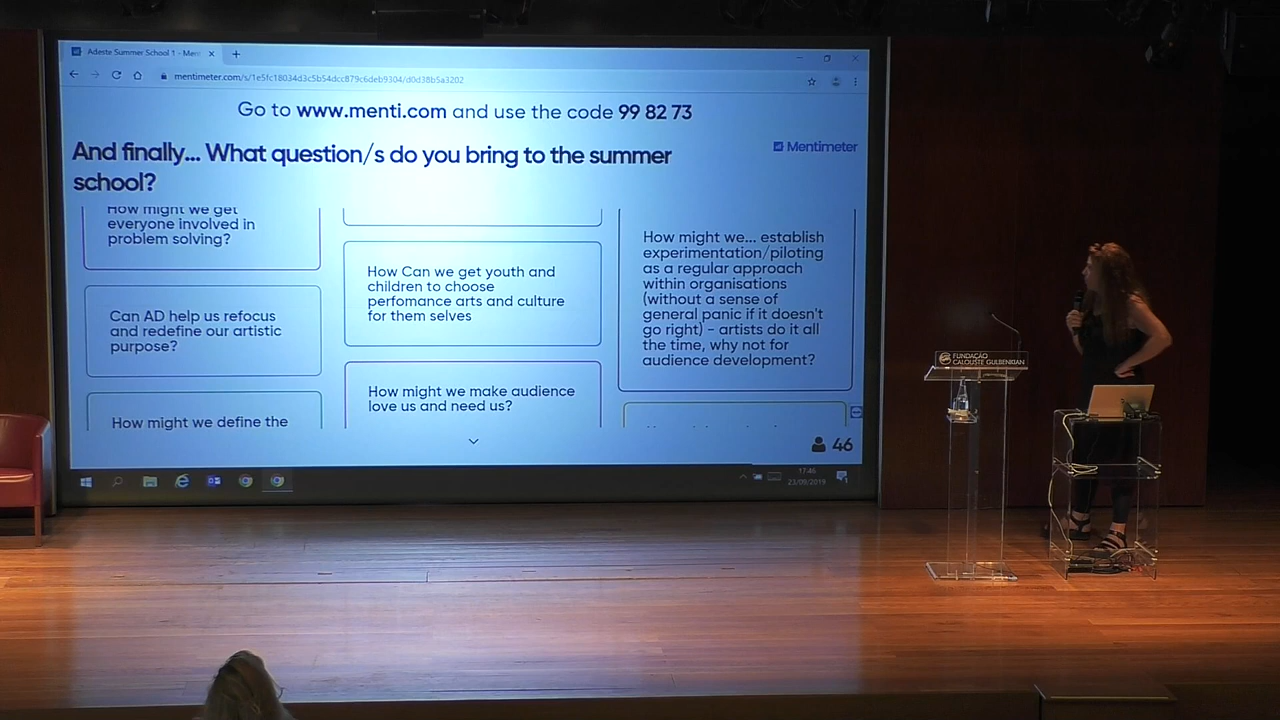 Adeste Summer School 1 - Men
mentimeter.com/s/1e5fc18034d3c5b54dcc879c6deb9304/d0d38b5a3202
Go to www.menti.com and use the code 99 82 73
And finally... What question/s do you bring to the summer
school?
Mentimeter
How might we get
everyone involved in
problem solving?
Can AD help us refocus
and redefine our artistic
purpose?
How might we define the
How Can we get youth and
children to choose
perfomance arts and culture
for them selves
How might we make audience
love us and need us?
How might we... establish
experimentation/piloting
as a regular approach
within organisations
(without a sense of
general panic if it doesn't
go right) - artists do it all
the time, why not for
audience development?
46
17:46
23/09/2019
FUNDAÇÃO
CALOUSTE GULBENKIAN